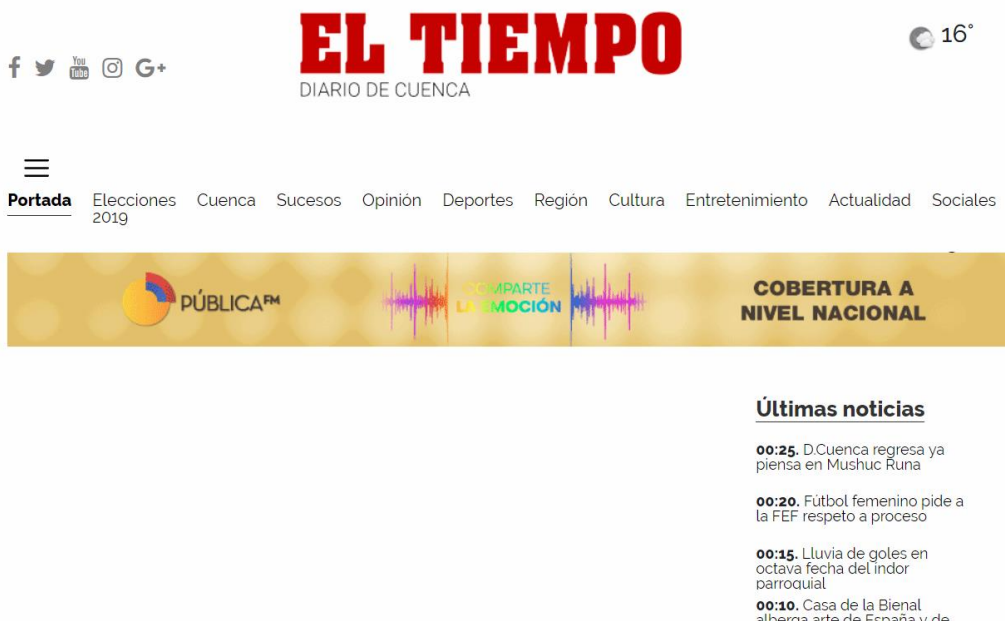 EL TIEMPO
DIARIO DE CUENCA
16°
You
Tube
G+
Portada Elecciones 2019 Cuenca Sucesos Opinión Deportes Región Cultura Entretenimiento Actualidad Sociales
PÚBLICA FM
COMPARTE
LA EMOCIÓN
COBERTURA A
NIVEL NACIONAL
Últimas noticias
00:25. D.Cuenca regresa ya
piensa en Mushuc Runa
00:20. Fútbol femenino pide a
la FEF respeto a proceso
00:15. Lluvia de goles en
octava fecha del indor
parroquial
00:10. Casa de la Bienal
alberga arte de España y de